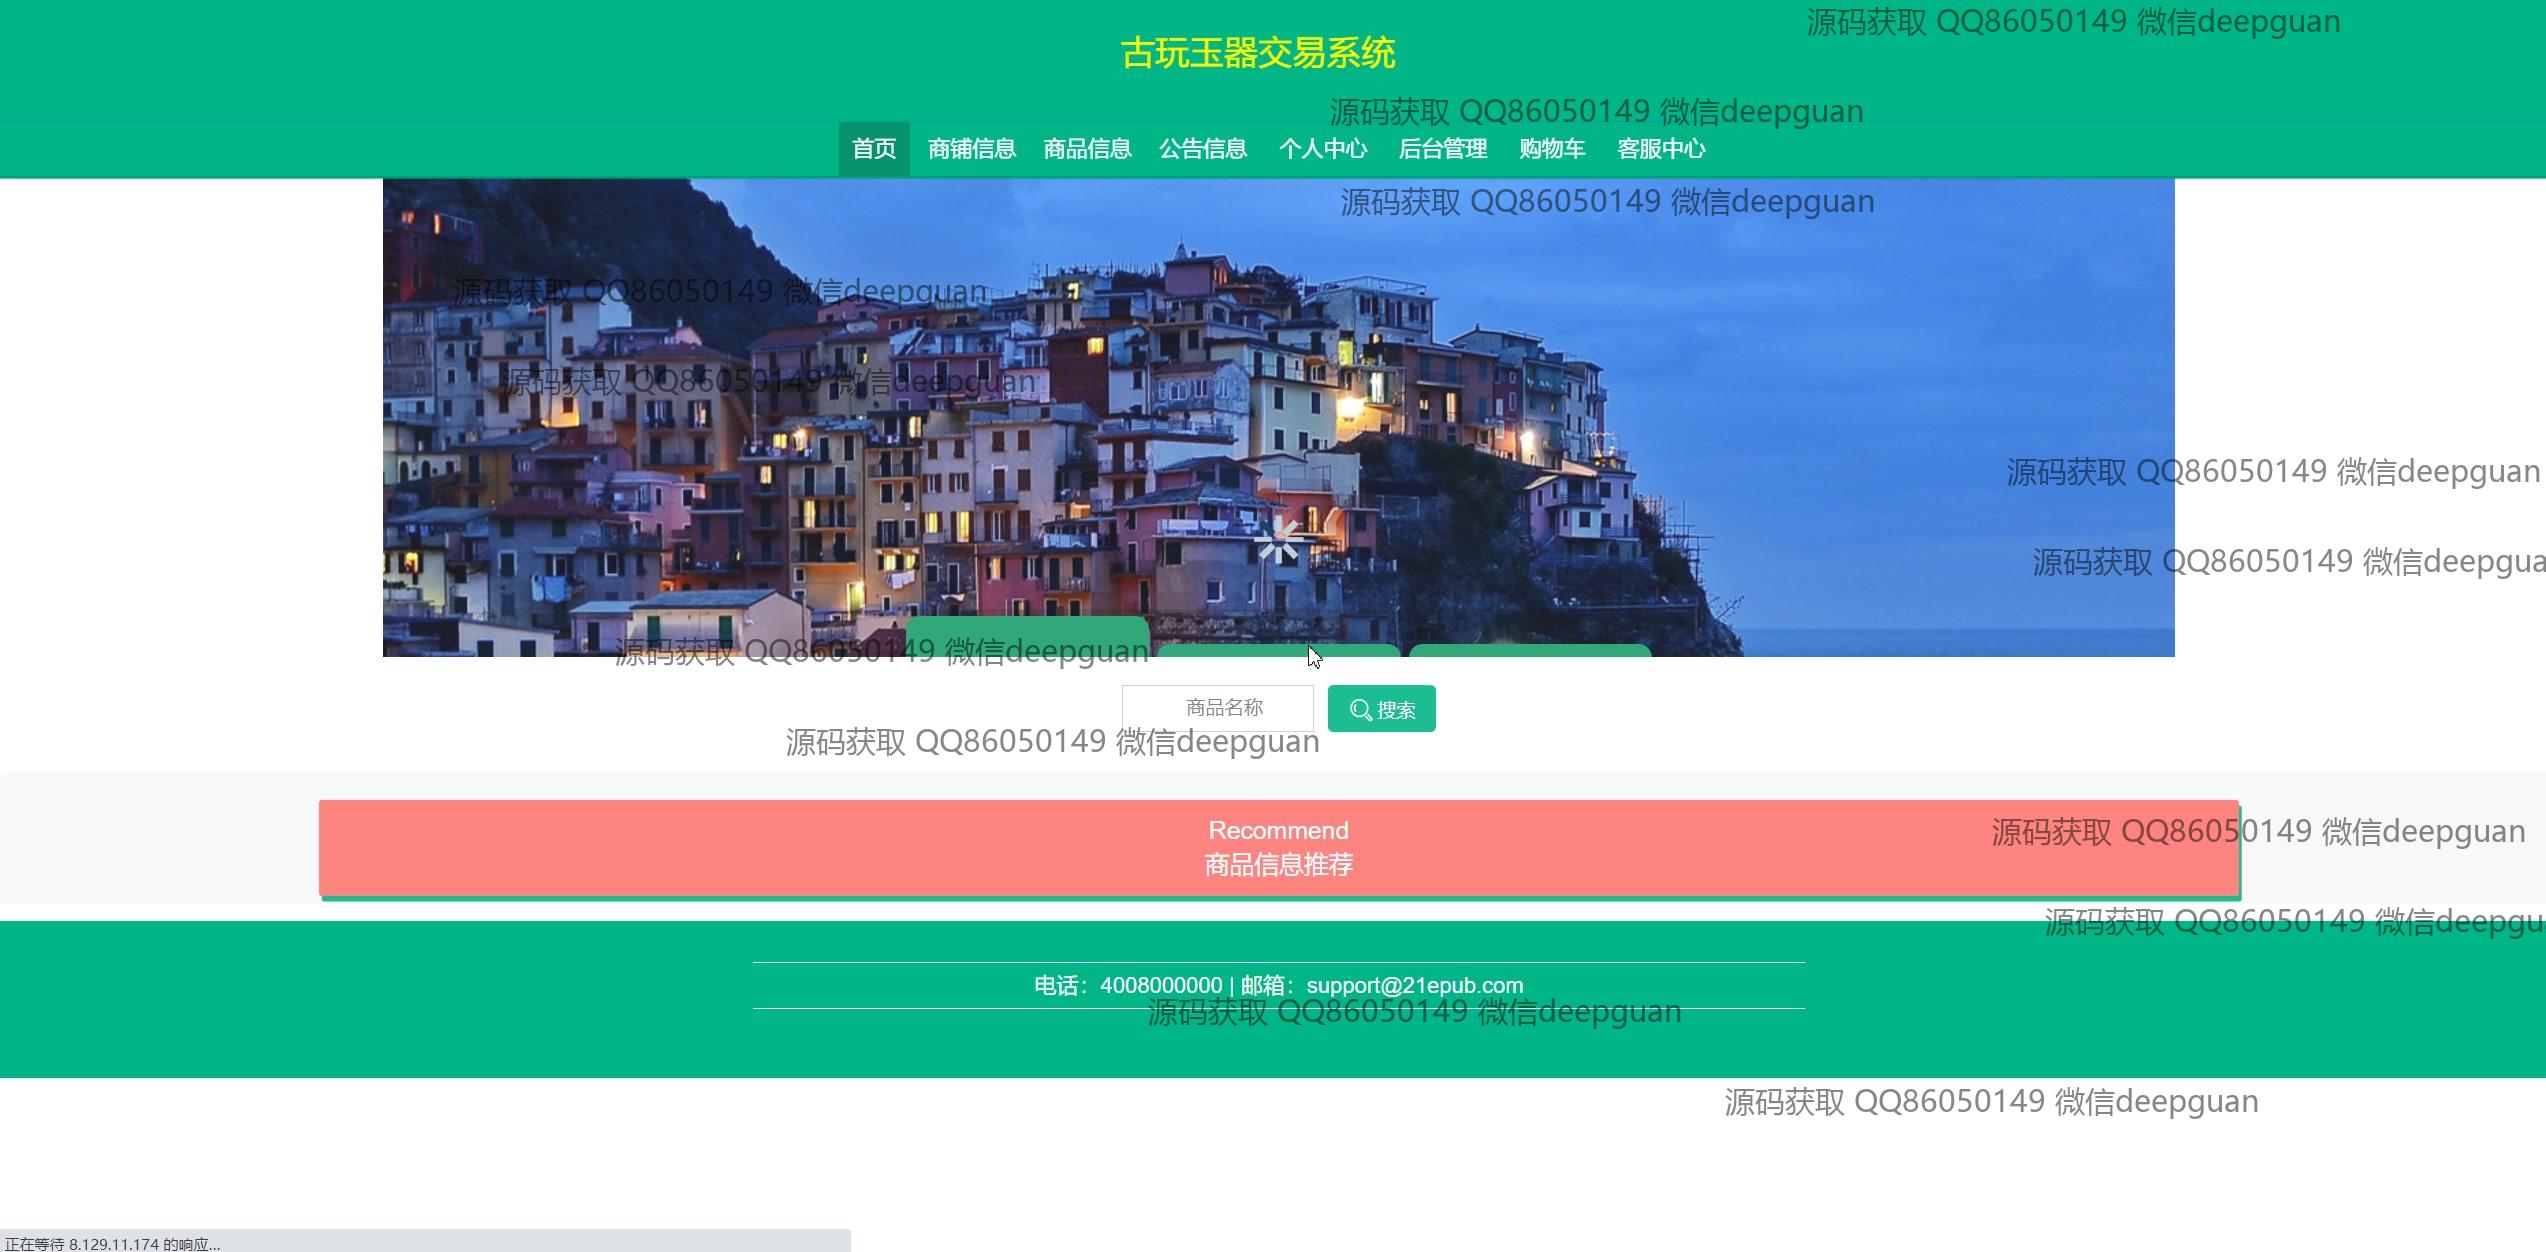 源码获取 QQ86050149 微信deepguan
古玩玉器交易系统
源码获取 QQ86050149 微信deepguan
首页 商铺信息 商品信息 公告信息 个人中心 后台管理 购物车 客服中心
源码获取 QQ86050149 微信deepguan
源码获取 QQ86050149 微信deepguan
源码获取 QQ86050149 微信deepguan
源码获取 QQ86050149 微信deepguan
源码获取 QQ86050149 微信deepgua
源码获取 QQ86050149 微信deepguan
商品名称 搜索
源码获取 QQ86050149 微信deepguan
Recommend
源码获取 QQ86050149 微信deepguan
商品信息推荐
源码获取 QQ86050149 微信deepgu
电话：4008000000 | 邮箱：support@21epub.com
源码获取 QQ86050149 微信deepguan
源码获取 QQ86050149 微信deepguan
正在等待 8.129.11.174 的响应...